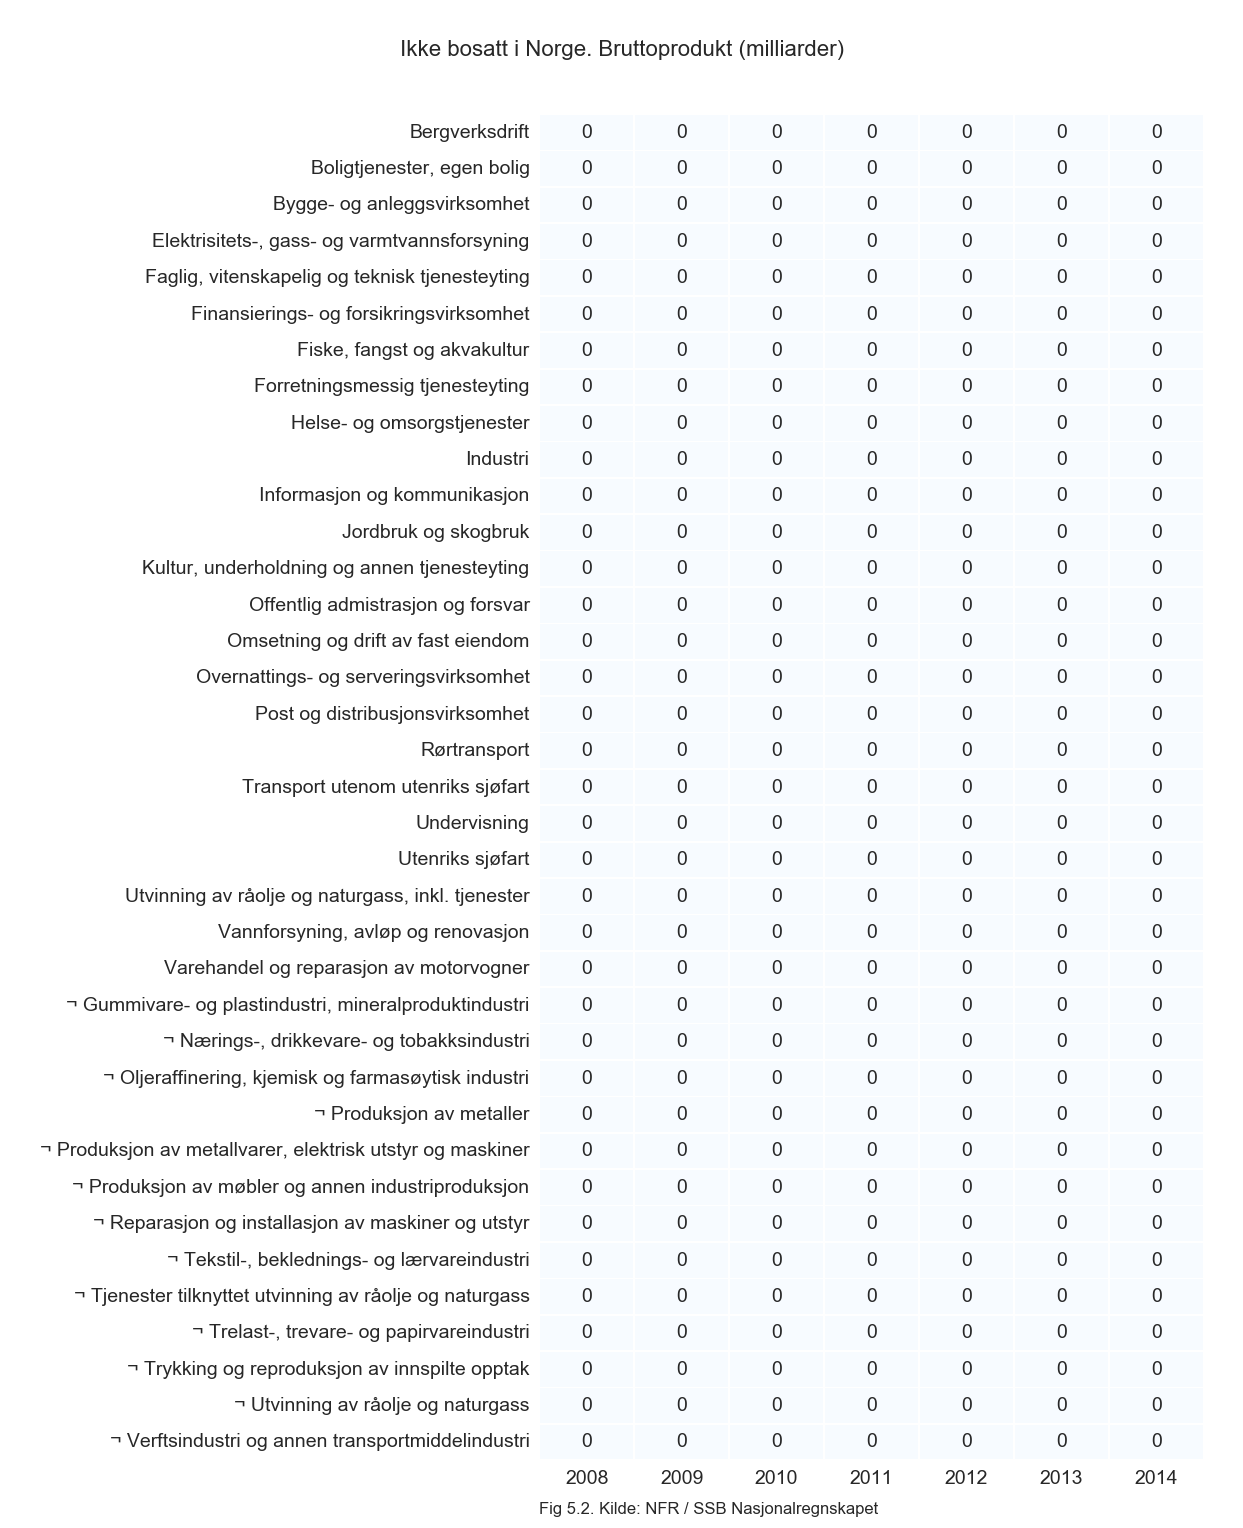 Ikke bosatt i Norge. Bruttoprodukt (milliarder)
Bergverksdrift 0 0 0 0 0 0 0
Boligtjenester, egen bolig 0 0 0 0 0 0 0
Bygge- og anleggsvirksomhet 0 0 0 0 0 0 0
Elektrisitets-, gass- og varmtvannsforsyning 0 0 0 0 0 0 0
Faglig, vitenskapelig og teknisk tjenesteyting 0 0 0 0 0 0 0
Finansierings- og forsikringsvirksomhet 0 0 0 0 0 0 0
Fiske, fangst og akvakultur 0 0 0 0 0 0 0
Forretningsmessig tjenesteyting 0 0 0 0 0 0 0
Helse- og omsorgstjenester 0 0 0 0 0 0 0
Industri 0 0 0 0 0 0 0
Informasjon og kommunikasjon 0 0 0 0 0 0 0
Jordbruk og skogbruk 0 0 0 0 0 0 0
Kultur, underholdning og annen tjenesteyting 0 0 0 0 0 0 0
Offentlig admistrasjon og forsvar 0 0 0 0 0 0 0
Omsetning og drift av fast eiendom 0 0 0 0 0 0 0
Overnattings- og serveringsvirksomhet 0 0 0 0 0 0 0
Post og distribusjonsvirksomhet 0 0 0 0 0 0 0
Rørtransport 0 0 0 0 0 0 0
Transport utenom utenriks sjøfart 0 0 0 0 0 0 0
Undervisning 0 0 0 0 0 0 0
Utenriks sjøfart 0 0 0 0 0 0 0
Utvinning av råolje og naturgass, inkl. tjenester 0 0 0 0 0 0 0
Vannforsyning, avløp og renovasjon 0 0 0 0 0 0 0
Varehandel og reparasjon av motorvogner 0 0 0 0 0 0 0
¬ Gummivare- og plastindustri, mineralproduktindustri 0 0 0 0 0 0 0
¬ Nærings-, drikkevare- og tobakksindustri 0 0 0 0 0 0 0
¬ Oljeraffinering, kjemisk og farmasøytisk industri 0 0 0 0 0 0 0
¬ Produksjon av metaller 0 0 0 0 0 0 0
¬ Produksjon av metallvarer, elektrisk utstyr og maskiner 0 0 0 0 0 0 0
¬ Produksjon av møbler og annen industriproduksjon 0 0 0 0 0 0 0
¬ Reparasjon og installasjon av maskiner og utstyr 0 0 0 0 0 0 0
¬ Tekstil-, beklednings- og lærvareindustri 0 0 0 0 0 0 0
¬ Tjenester tilknyttet utvinning av råolje og naturgass 0 0 0 0 0 0 0
¬ Trelast-, trevare- og papirvareindustri 0 0 0 0 0 0 0
¬ Trykking og reproduksjon av innspilte opptak 0 0 0 0 0 0 0
¬ Utvinning av råolje og naturgass 0 0 0 0 0 0 0
¬ Verftsindustri og annen transportmiddelindustri 0 0 0 0 0 0 0
2008 2009 2010 2011 2012 2013 2014
Fig 5.2. Kilde: NFR / SSB Nasjonalregnskapet